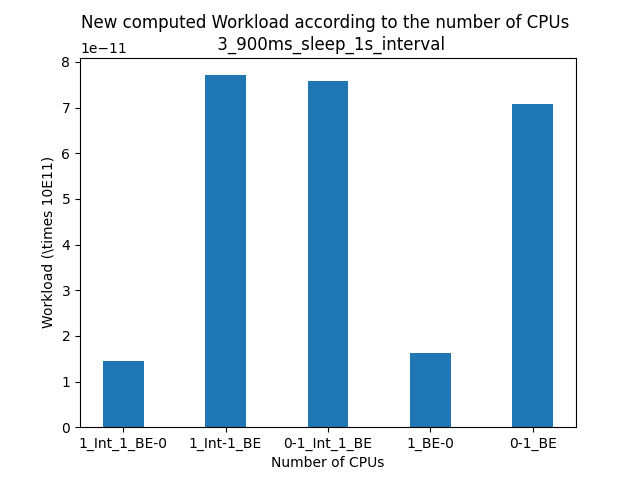 New computed Workload according to the number of CPUs
3_900ms_sleep_1s_interval
1e−11
8
7
6
5
4
3
2
1
0
Workload (\times 10E11)
1_Int_1_BE-0 1_Int-1_BE 0-1_Int_1_BE 1_BE-0 0-1_BE
Number of CPUs